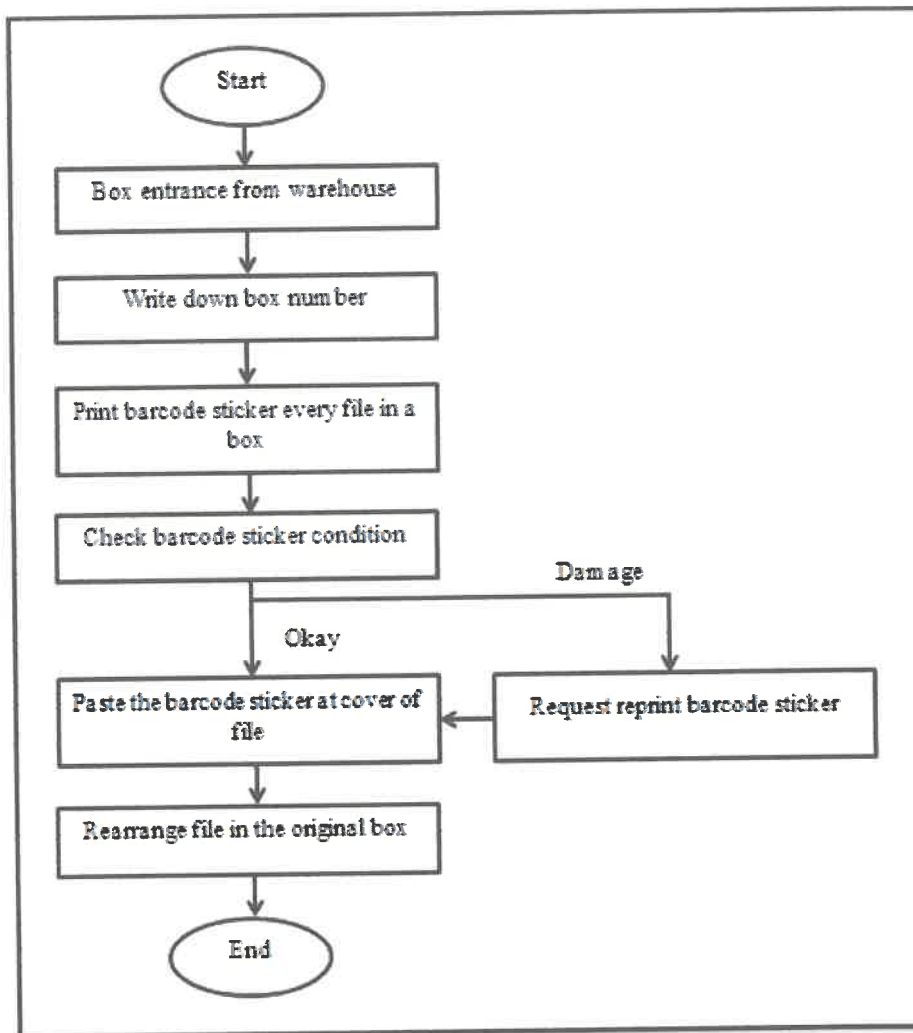 Start
Box entrance from warehouse
Write down box number
Print barcode sticker every file in a
box
Check barcode sticker condition
Damage
Okay
Paste the barcode sticker at cover of
file
Request reprint barcode sticker
Rearrange file in the original box
End